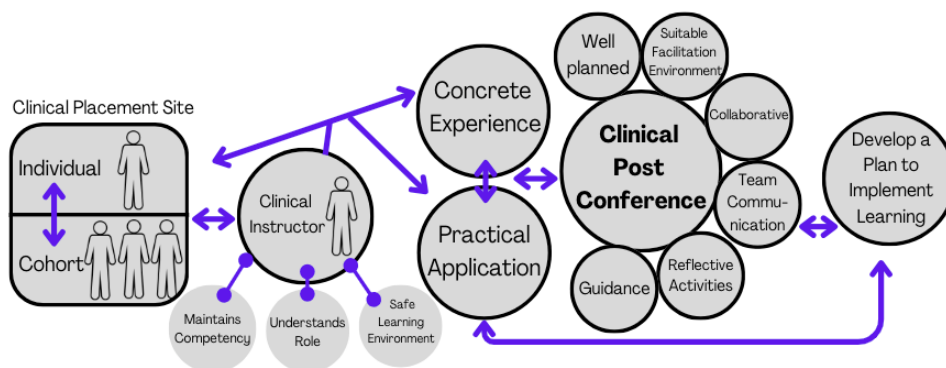 Clinical Placement Site
Individual
Cohort
Clinical
Instructor
Maintains
Competency
Understands
Role
Safe
Learning
Environment
Concrete
Experience
Practical
Application
Well
planned
Suitable
Facilitation
Environment
Collaborative
Team
Commu-
nication
Reflective
Activities
Guidance
Clinical
Post
Conference
Develop a
Plan to
Implement
Learning